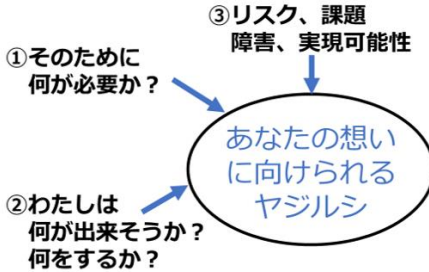 ③リスク、課題
障害、実現可能性
①そのために
何が必要か？
あなたの想い
に向けられる
ヤジルシ
②わたしは
何が出来そうか？
何をするか？